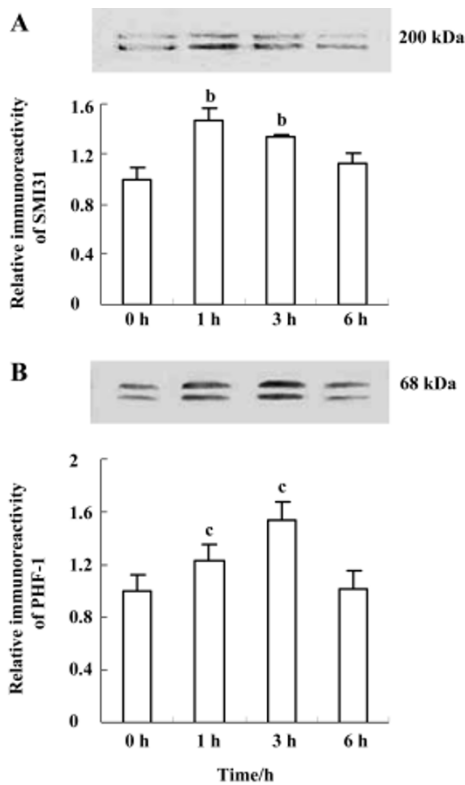 A
200 kDa
Relative immunoreactivity
of SMI31
1.6
1.2
0.8
0.4
0
b
b
0 h 1 h 3 h 6 h
B
68 kDa
Relative immunoreactivity
of PHF-1
2
1.6
1.2
0.8
0.4
0
c
c
0 h 1 h 3 h 6 h
Time/h